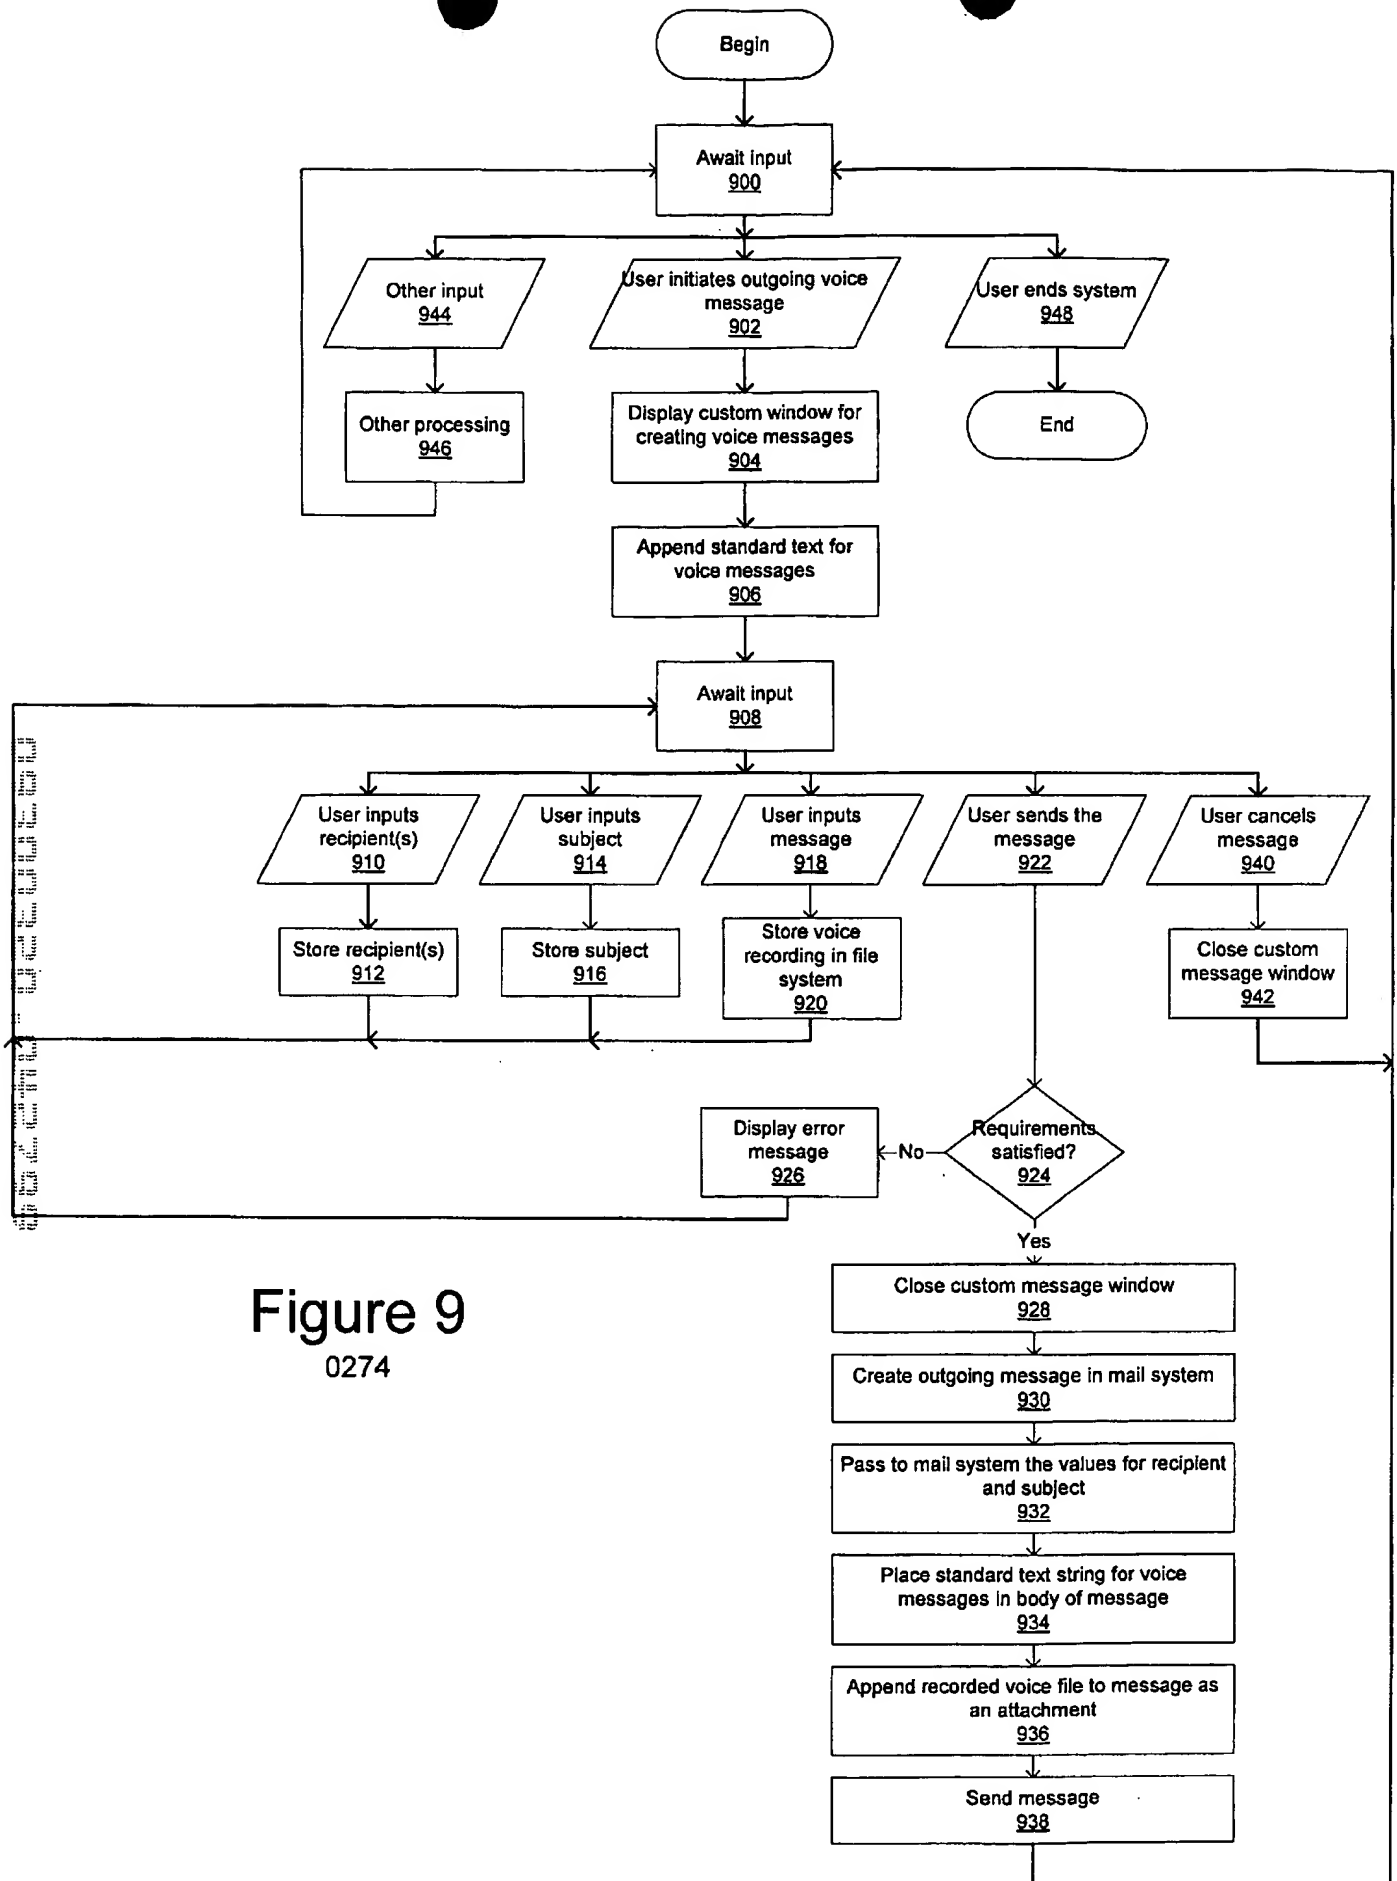 Begin
Await input
900
Other input
944
User initiates outgoing voice
message
902
User ends system
948
Other processing
946
Display custom window for
creating voice messages
904
End
Append standard text for
voice messages
906
Await input
908
User inputs
recipient(s)
910
User inputs
subject
914
User inputs
message
918
User sends the
message
922
User cancels
message
940
Store recipient(s)
912
Store subject
916
Store voice
recording in file
system
920
Close custom
message window
942
Display error
message
926
No
Requirements
satisfied?
924
Yes
Close custom message window
928
Figure 9
0274
Create outgoing message in mail system
930
Pass to mail system the values for recipient
and subject
932
Place standard text string for voice
messages in body of message
934
Append recorded voice file to message as
an attachment
936
Send message
938